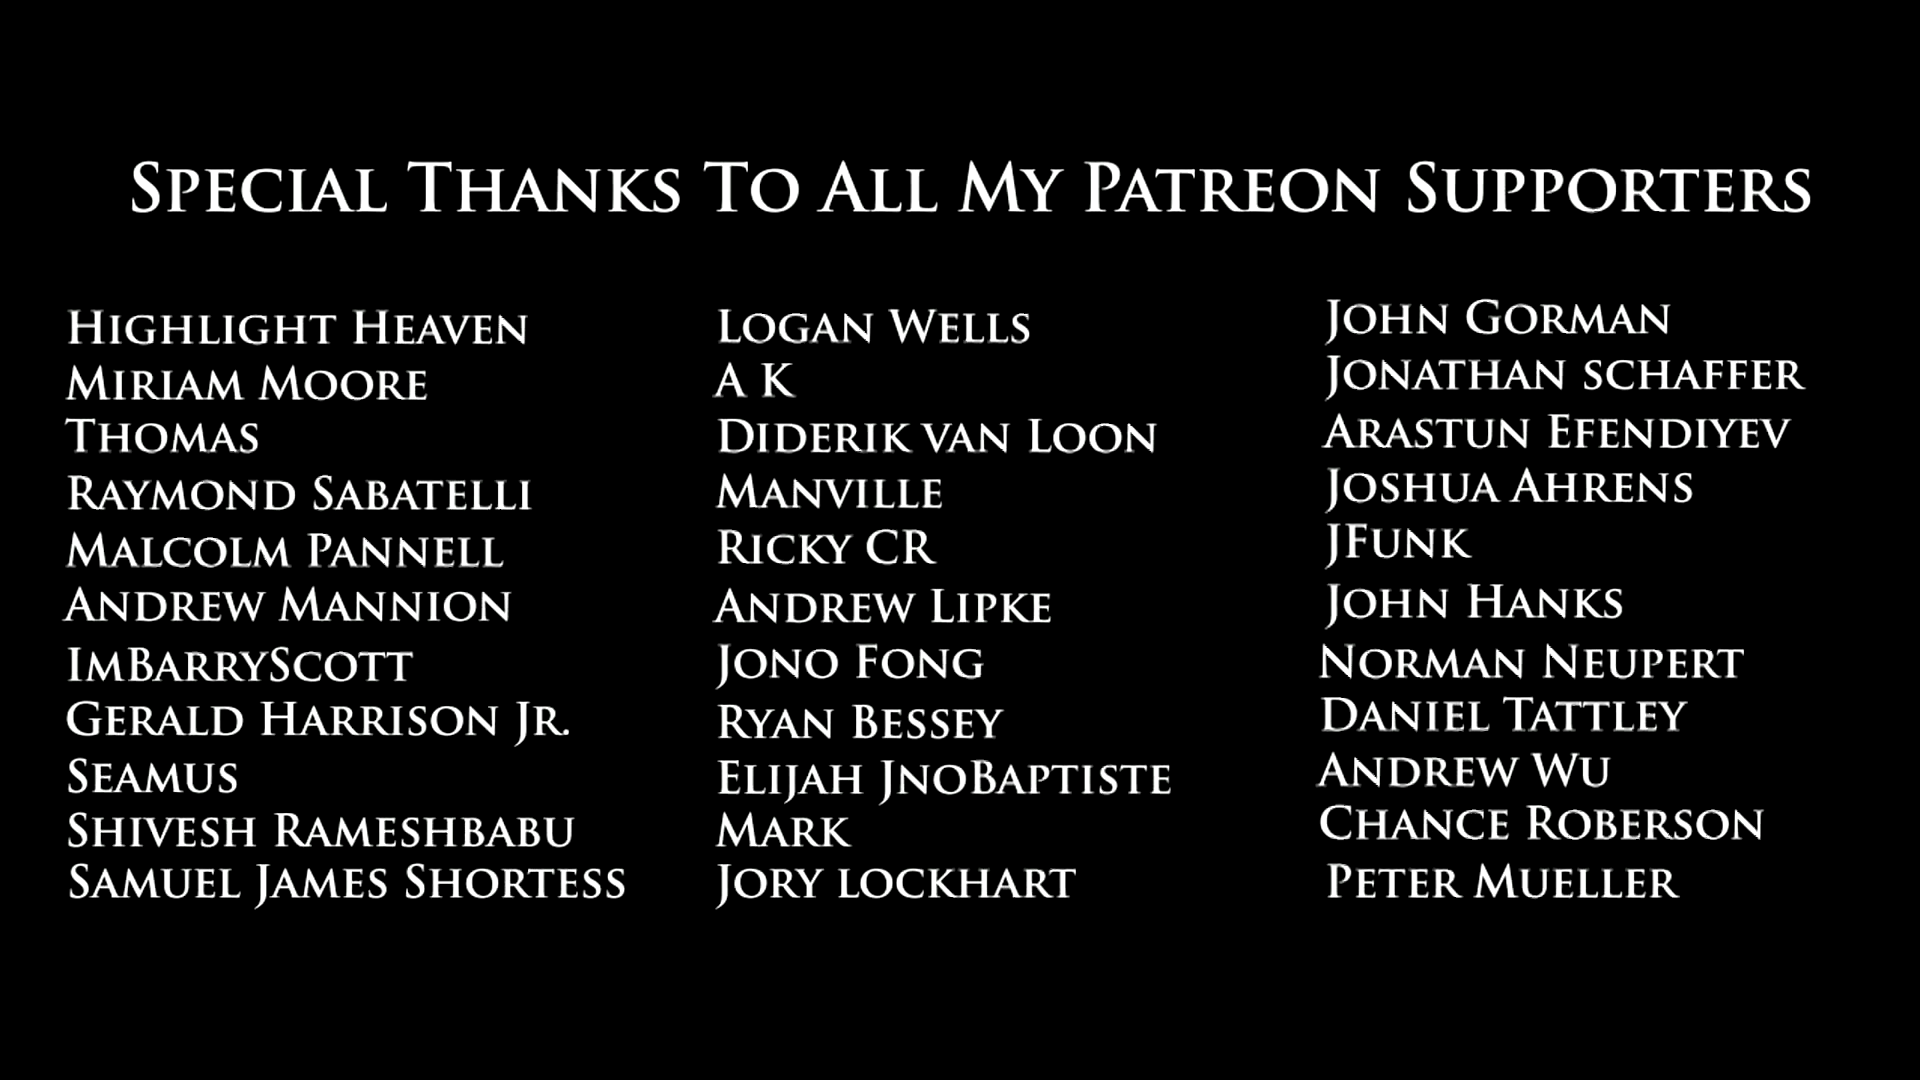 Special Thanks To All My Patreon Supporters
Highlight Heaven
Miriam Moore
Thomas
Raymond Sabatelli
Malcolm Pannell
Andrew Mannion
ImBarryScott
Gerald Harrison Jr.
Seamus
Shivesh Rameshbabu
Samuel James Shortess
Logan Wells
A K
Diderik van Loon
Manville
Ricky CR
Andrew Lipke
Jono Fong
Ryan Bessey
Elijah JnoBaptiste
Mark
Jory lockhart
John Gorman
Jonathan schaffer
Arastun Efendiyev
Joshua Ahrens
JFunk
John Hanks
Norman Neupert
Daniel Tattley
Andrew Wu
Chance Roberson
Peter Mueller